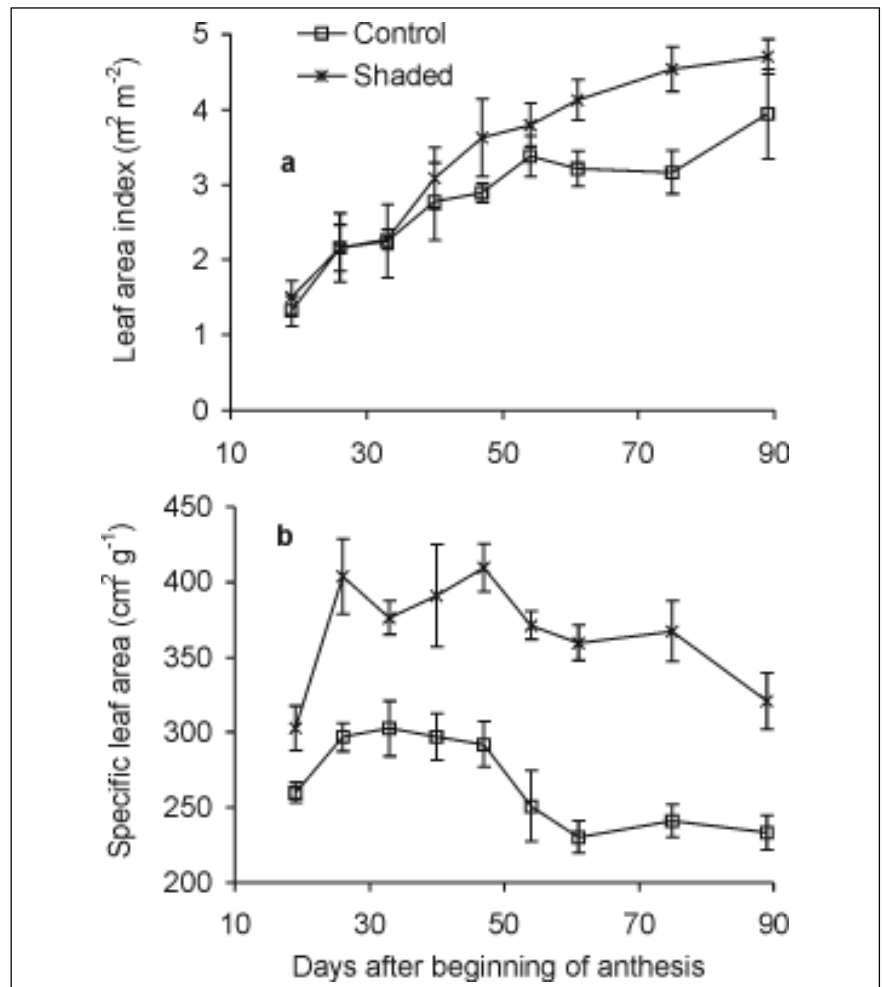 5
Control
Shaded
4
a
3
2
1
0
10 30 50 70 90
Leaf area index (m² m⁻²)
450
b
400
350
300
250
200
10 30 50 70 90
Specific leaf area (cm² g⁻¹)
Days after beginning of anthesis